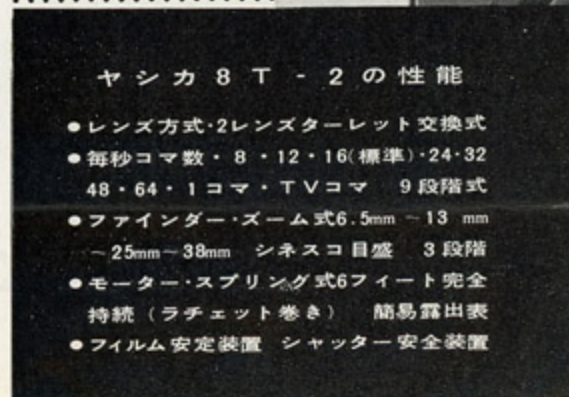 ヤシカ8T-2の性能
●レンズ方式・2レンズターレット交換式
●毎秒コマ数・8・12・16(標準)・24・32
48・64・1コマ・TVコマ 9段階式
●ファインダー・ズーム式6.5mm~13mm
~25mm~38mm シネスコ目盛 3段階
●モーター・スプリング式6フィート完全
持続(ラチェット巻き) 簡易露出表
●フィルム安定装置 シャッター安全装置